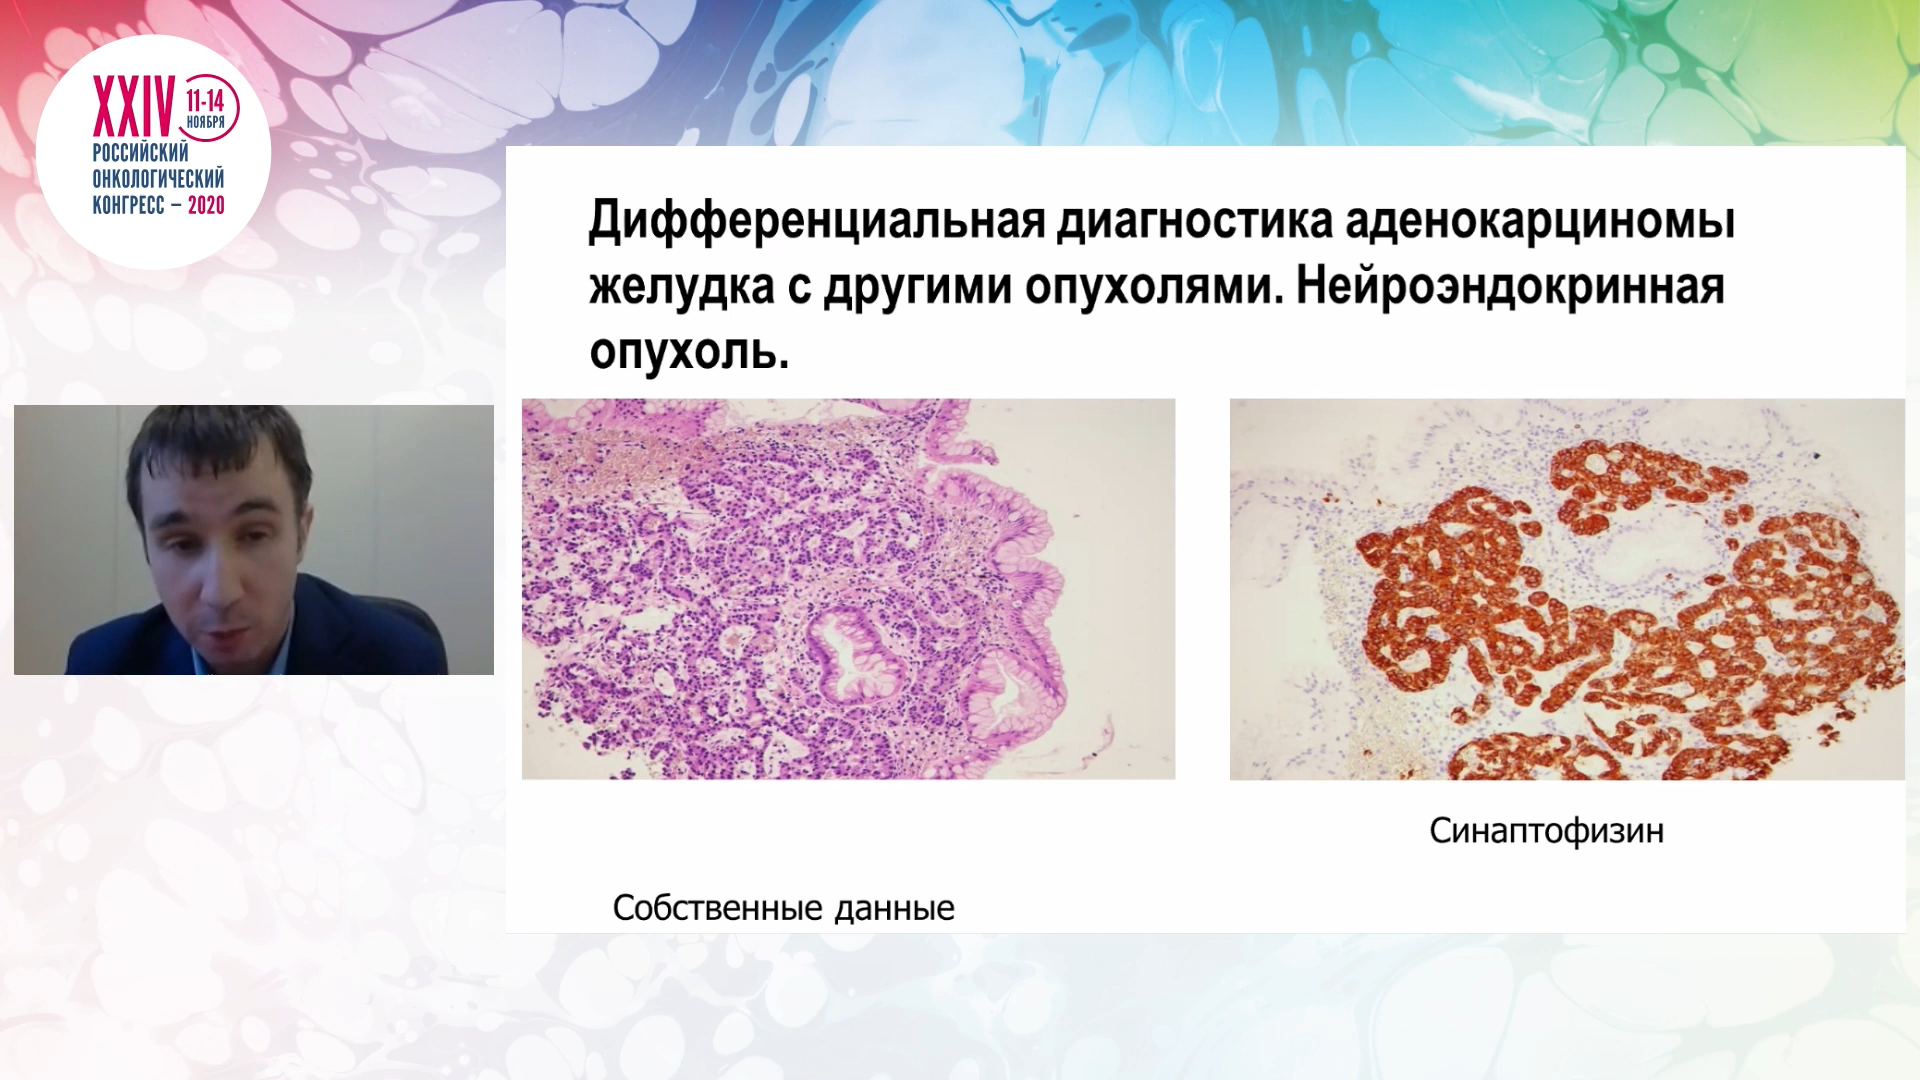 XXIV 11-14
НОЯБРЯ
РОССИЙСКИЙ
ОНКОЛОГИЧЕСКИЙ
КОНГРЕСС – 2020
Дифференциальная диагностика аденокарциномы
желудка с другими опухолями. Нейроэндокринная
опухоль.
Синаптофизин
Собственные данные